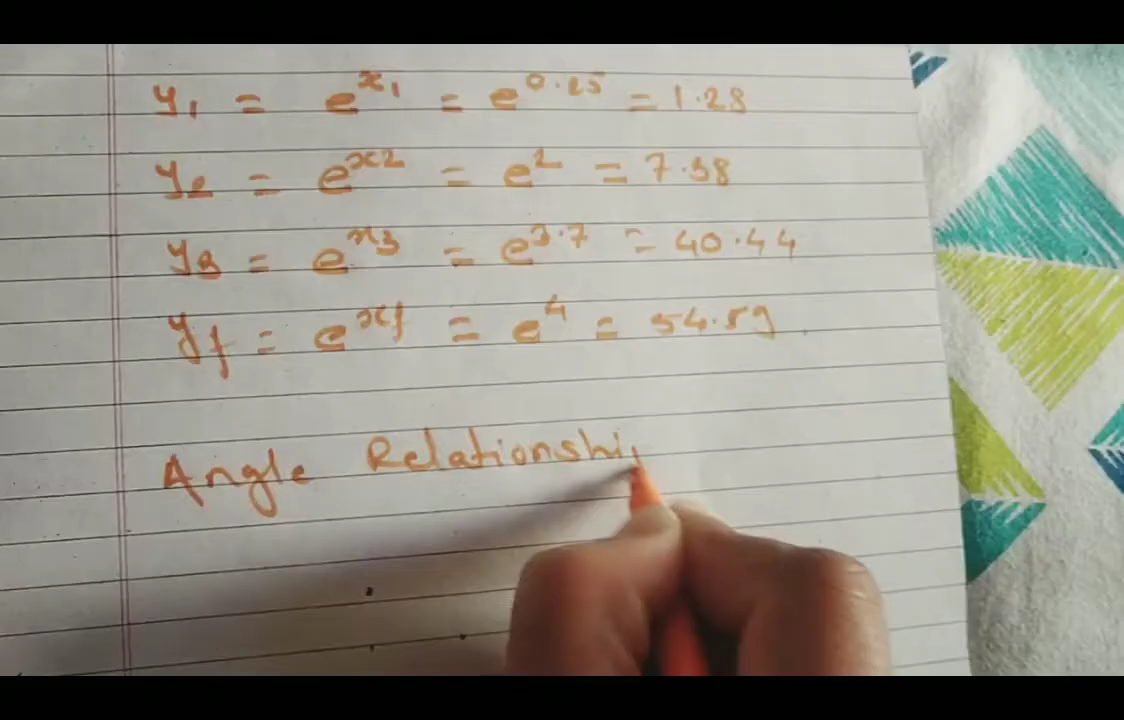 y₁ = e^x₁ = e^0.25 = 1.28
y₂ = e^x2 = e^2 = 7.38
y₃ = e^x3 = e^3.7 = 40.44
yf = e^xf = e^4 = 54.59
Angle Relationshi